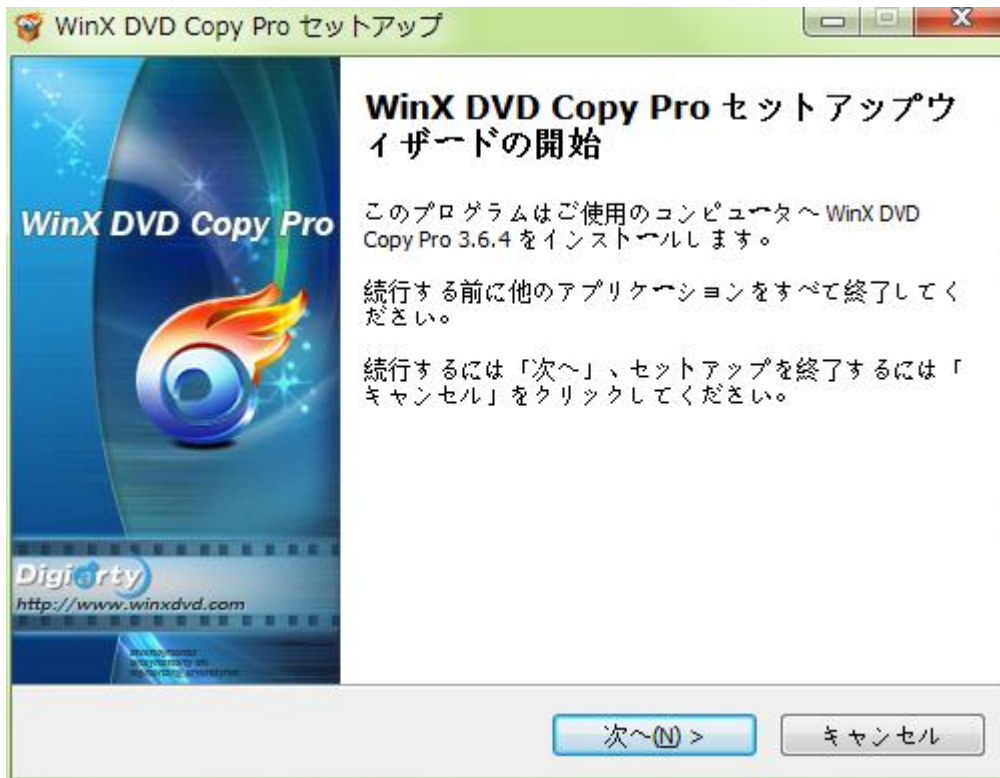 WinX DVD Copy Pro セットアップ
WinX DVD Copy Pro セットアップウ
ィザードの開始
WinX DVD Copy Pro
このプログラムはご使用のコンピュータへ WinX DVD
Copy Pro 3.6.4 をインストールします。
続行する前に他のアプリケーションをすべて終了してく
ださい。
続行するには「次へ」、セットアップを終了するには「
キャンセル」をクリックしてください。
Digiarty
http://www.winxdvd.com
次へ(N) >
キャンセル